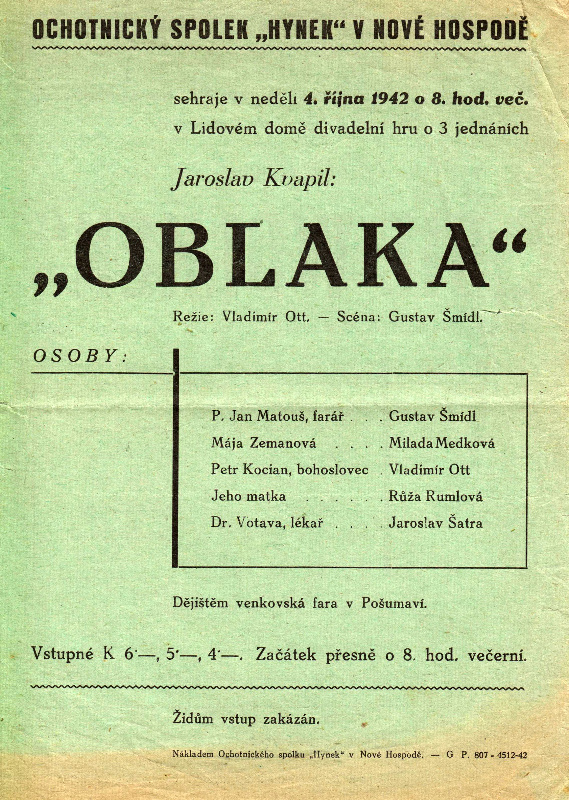 OCHOTNICKÝ SPOLEK „HYNEK“ V NOVÉ HOSPODĚ
sehraje v neděli 4. října 1942 o 8. hod. več.
v Lidovém domě divadelní hru o 3 jednáních
Jaroslav Kvapil:
„OBLAKA“
Režie: Vladimír Ott. — Scéna: Gustav Šmídl.
OSOBY:
P. Jan Matouš, farář . . . Gustav Šmídl
Mája Zemanová . . . . Milada Medková
Petr Kocian, bohoslovec . Vladimír Ott
Jeho matka . . . . . . Růža Rumlová
Dr. Votava, lékař . . . . Jaroslav Šatra
Dějištěm venkovská fara v Pošumaví.
Vstupné K 6·—, 5·—, 4·—. Začátek přesně o 8. hod. večerní.
Židům vstup zakázán.
Nákladem Ochotnického spolku „Hynek“ v Nové Hospodě. — G P. 807 - 4512-42